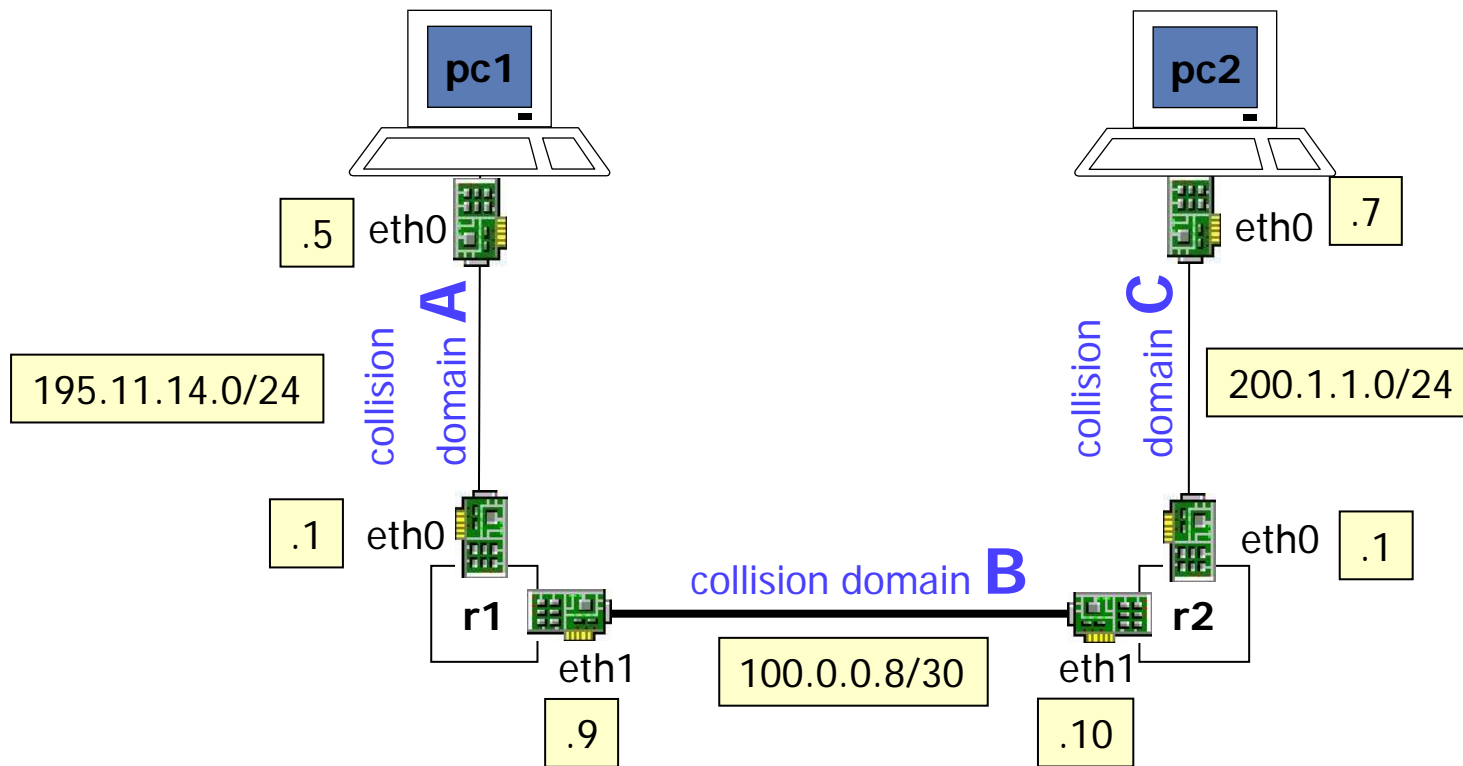 pc1
pc2
.5
eth0
eth0
.7
collision
domain A
collision
domain C
195.11.14.0/24
200.1.1.0/24
.1
eth0
eth0
.1
collision domain B
r1
r2
eth1
100.0.0.8/30
eth1
.9
.10